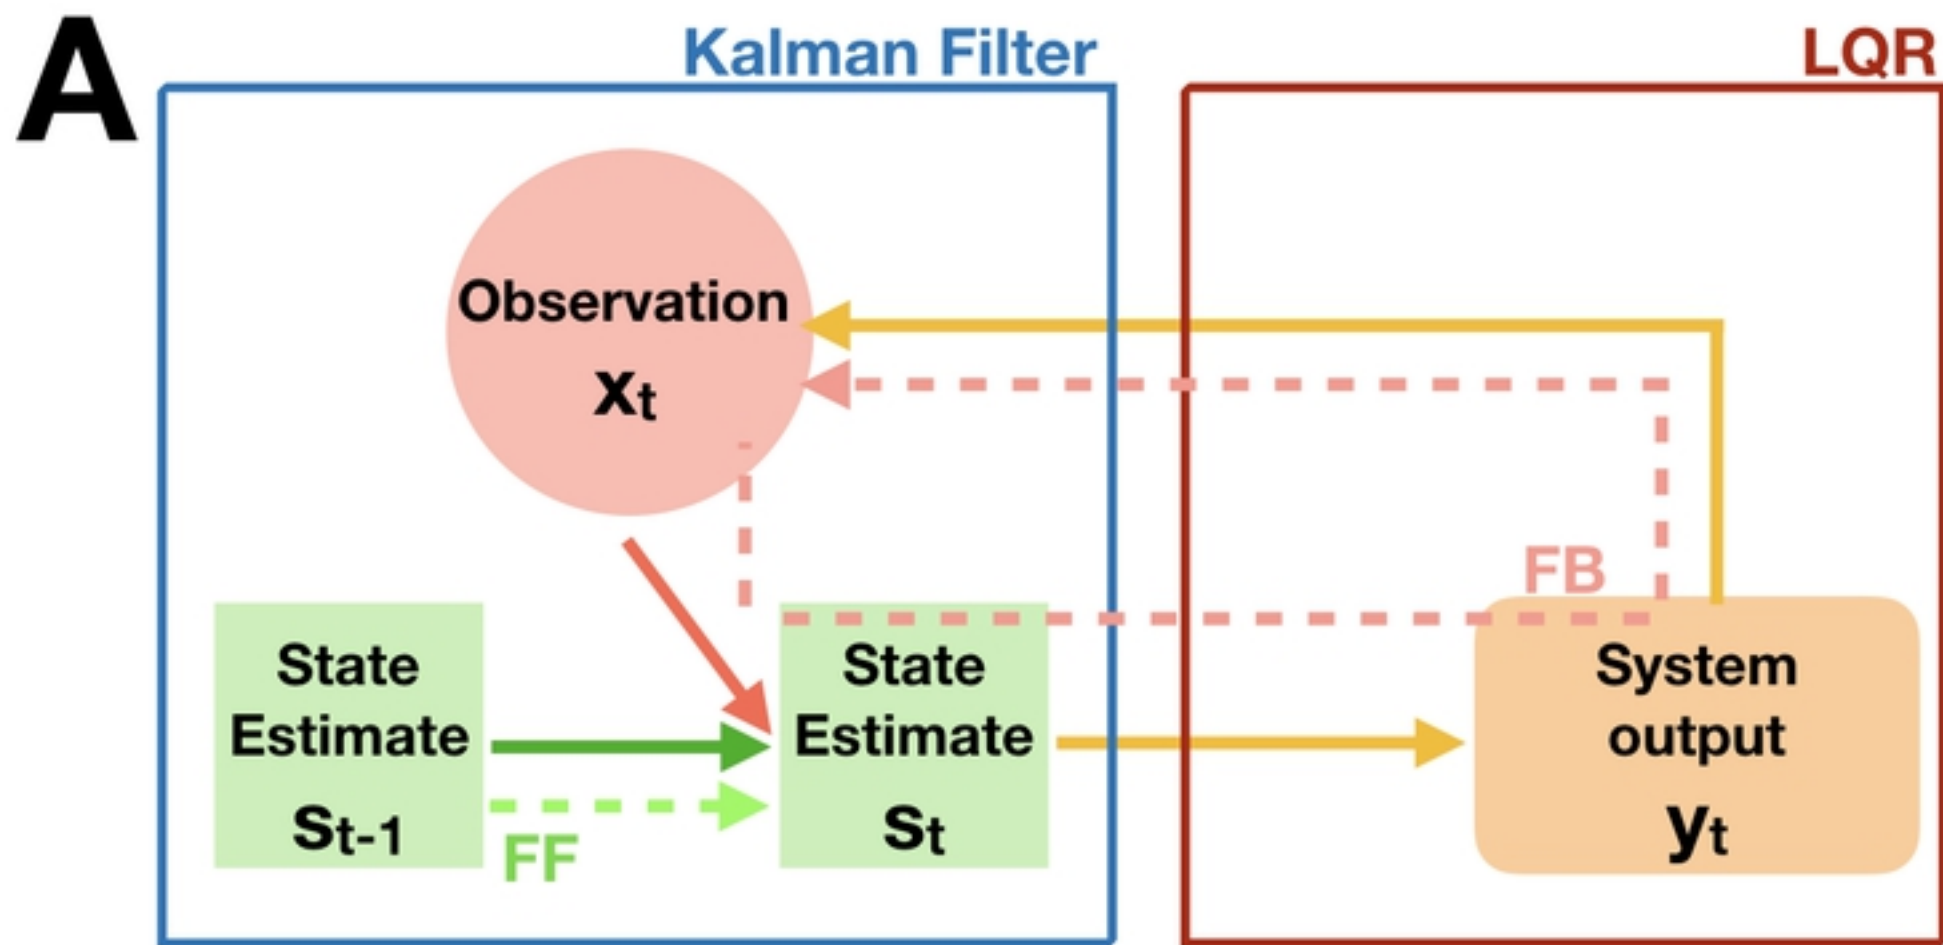 A
Kalman Filter
LQR
Observation
xt
FB
State
Estimate
st-1
FF
State
Estimate
st
System
output
yt